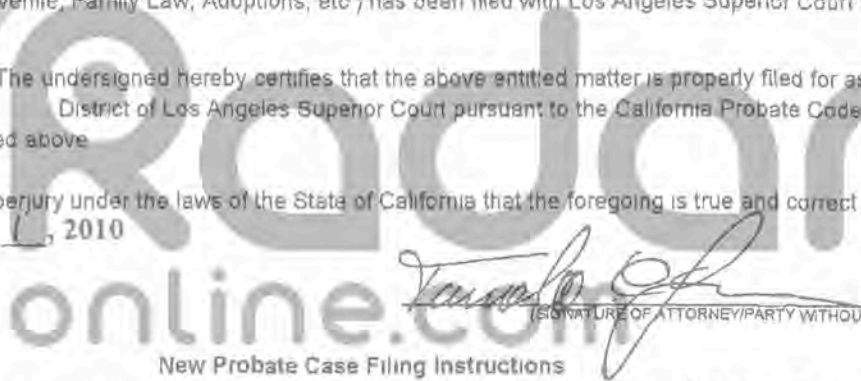 venile, Family Law, Adoptions, etc) has been filed with Los Angeles Superior Court
The undersigned hereby certifies that the above entitled matter is properly filed for as
District of Los Angeles Superior Court pursuant to the California Probate Code
ed above
perjury under the laws of the State of California that the foregoing is true and correct
1, 2010
(SIGNATURE OF ATTORNEY/PARTY WITHOU
New Probate Case Filing Instructions
Radar
online.com